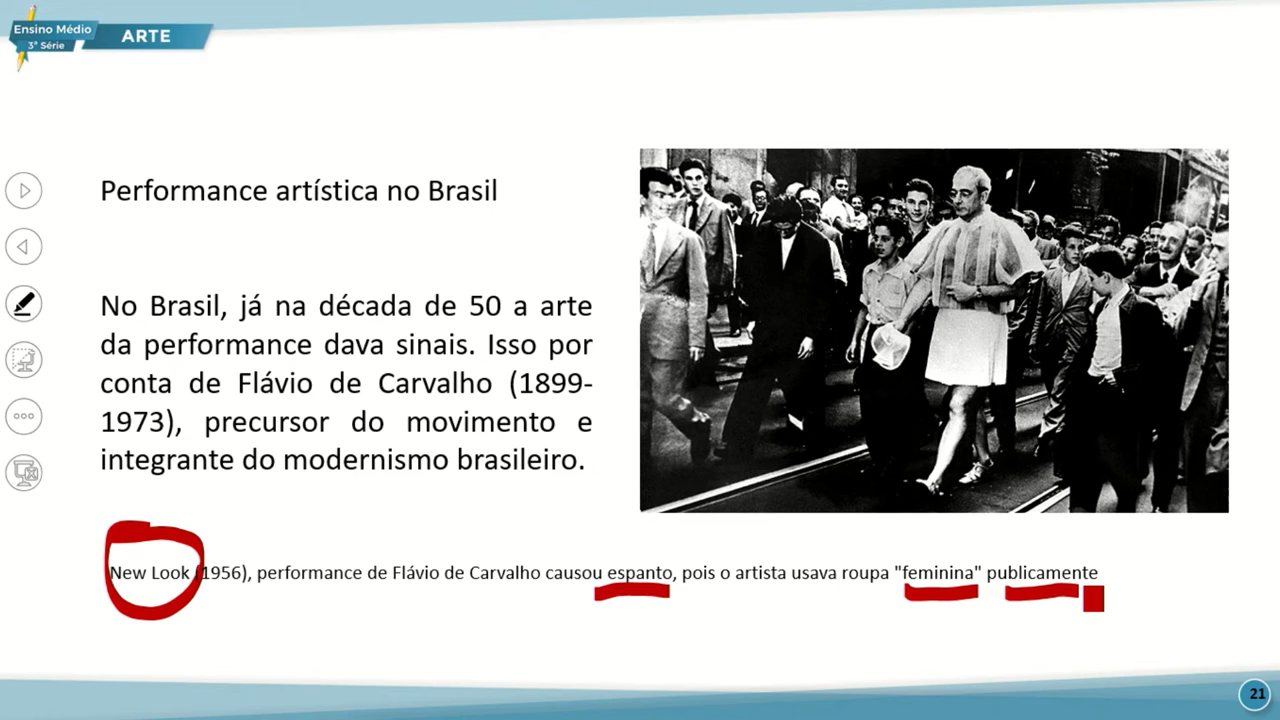 Ensino Médio
3ª Série
ARTE
Performance artística no Brasil
No Brasil, já na década de 50 a arte
da performance dava sinais. Isso por
conta de Flávio de Carvalho (1899-
1973), precursor do movimento e
integrante do modernismo brasileiro.
New Look (1956), performance de Flávio de Carvalho causou espanto, pois o artista usava roupa "feminina" publicamente
21